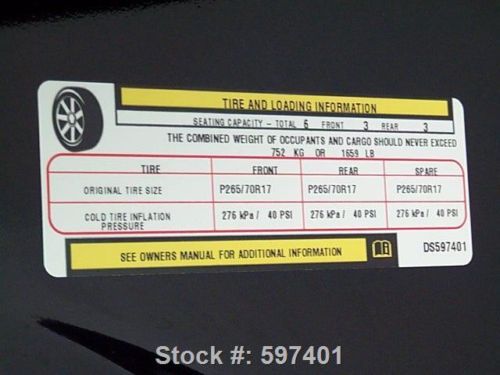 TIRE AND LOADING INFORMATION
SEATING CAPACITY - TOTAL 6 FRONT 3 REAR 3
THE COMBINED WEIGHT OF OCCUPANTS AND CARGO SHOULD NEVER EXCEED
752 KG OR 1659 LB
TIRE FRONT REAR SPARE
ORIGINAL TIRE SIZE P265/70R17 P265/70R17 P265/70R17
COLD TIRE INFLATION PRESSURE 276 kPa / 40 PSI 276 kPa / 40 PSI 276 kPa / 40 PSI
SEE OWNERS MANUAL FOR ADDITIONAL INFORMATION
DS597401
Stock #: 597401